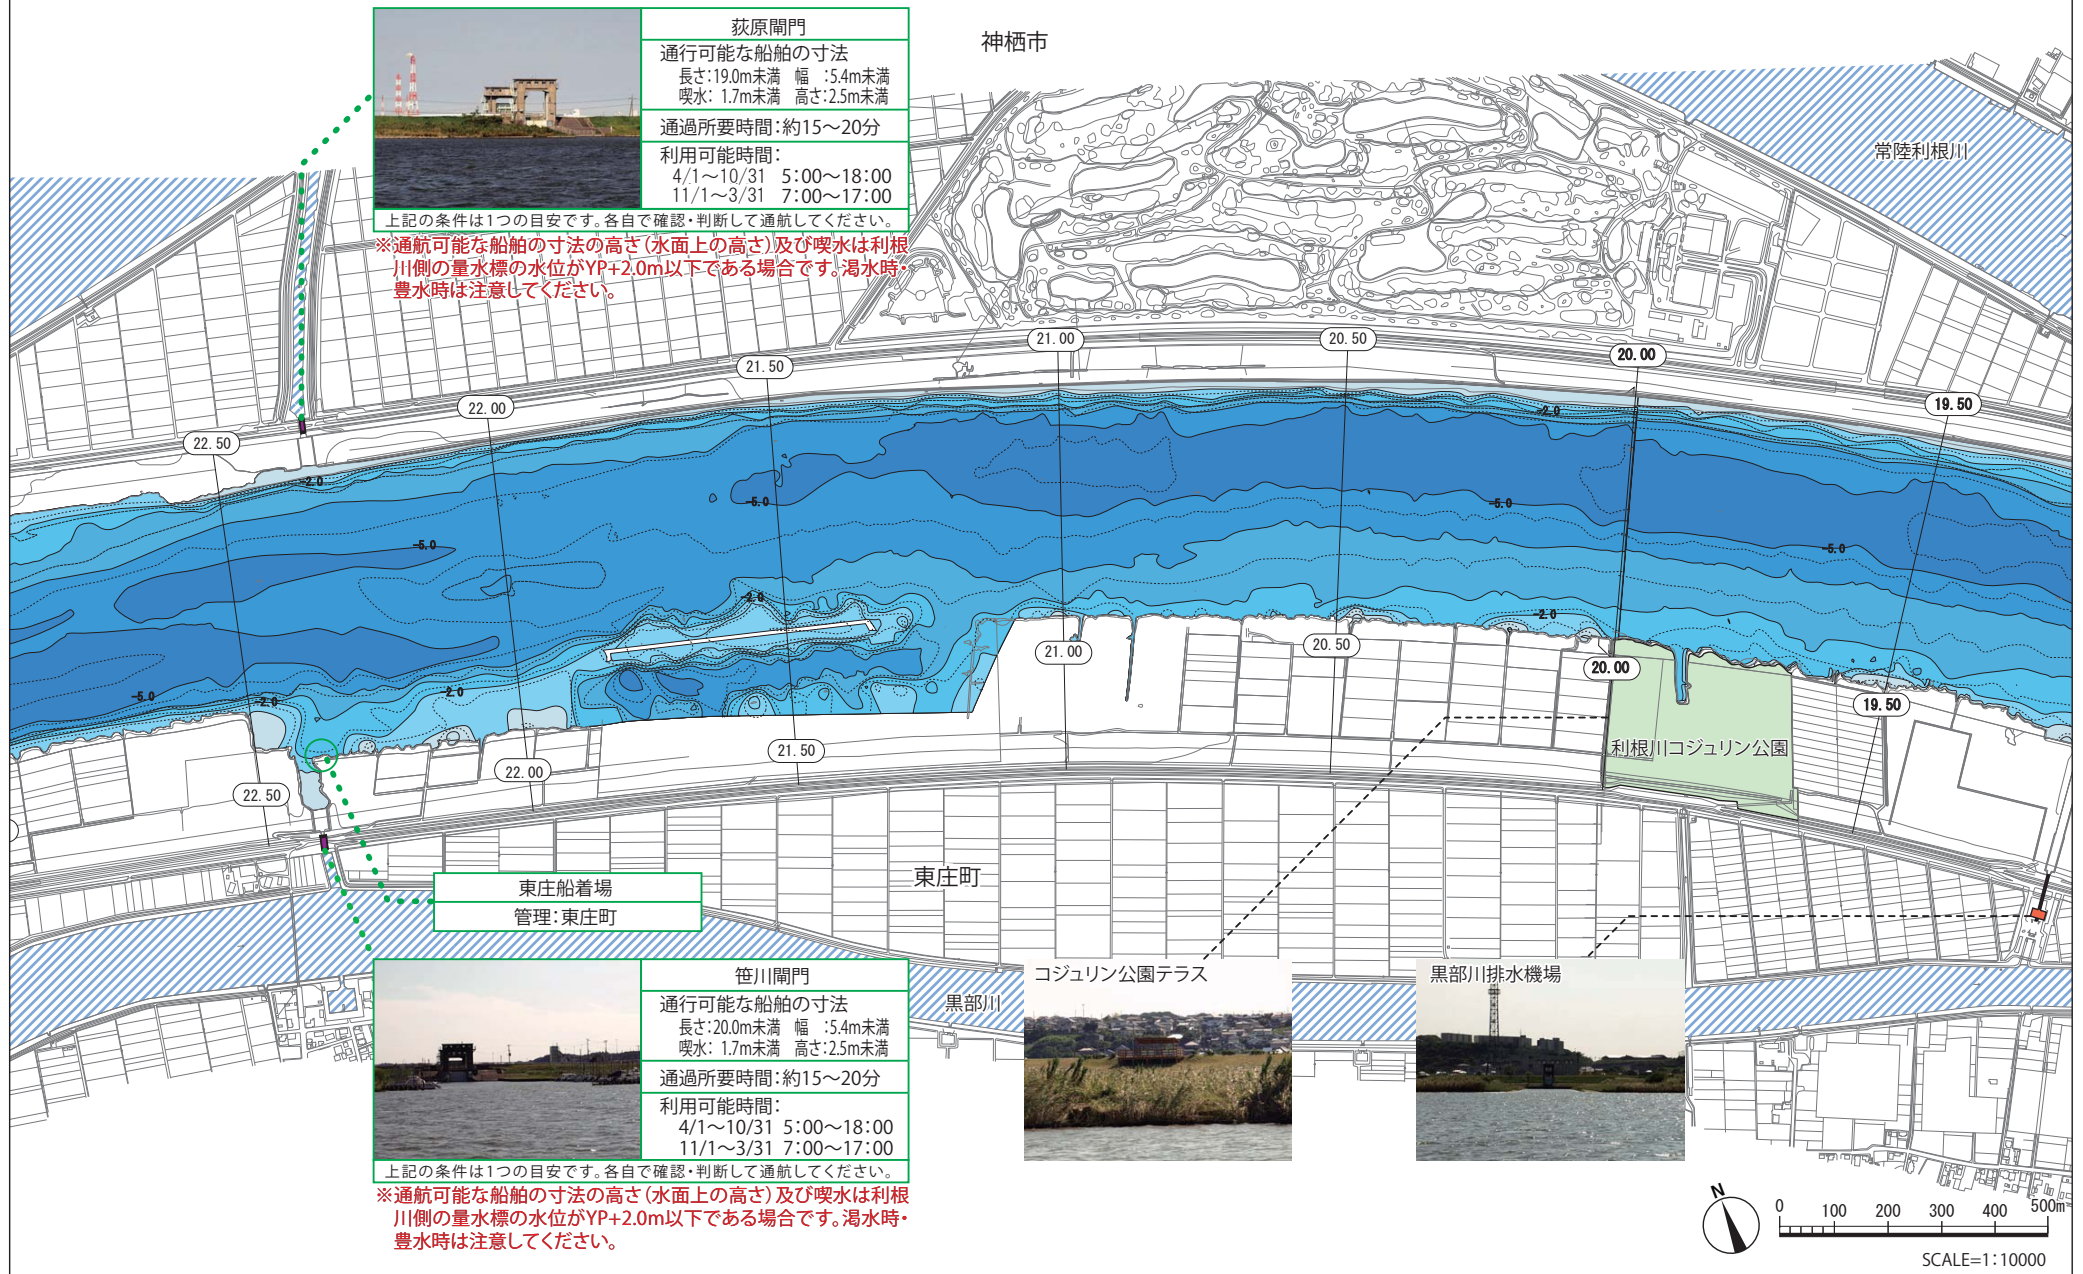 荻原閘門
通行可能な船舶の寸法
長さ：19.0m未満　幅　：5.4m未満
喫水： 1.7m未満　高さ：2.5m未満
通過所要時間：約15〜20分
利用可能時間：
4/1〜10/31　5：00〜18：00
11/1〜3/31　7：00〜17：00
上記の条件は1つの目安です。各自で確認・判断して通航してください。
※通航可能な船舶の寸法の高さ（水面上の高さ）及び喫水は利根
川側の量水標の水位がYP+2.0m以下である場合です。渇水時・
豊水時は注意してください。
神栖市
常陸利根川
22.50
22.00
21.50
21.00
20.50
20.00
19.50
-2.0
-2.0
-5.0
-5.0
-5.0
-5.0
-2.0
-2.0
-5.0
-2.0
-2.0
22.50
22.00
21.50
21.00
20.50
20.00
19.50
利根川コジュリン公園
東庄町
東庄船着場
管理：東庄町
黒部川
笹川閘門
通行可能な船舶の寸法
長さ：20.0m未満　幅　：5.4m未満
喫水： 1.7m未満　高さ：2.5m未満
通過所要時間：約15〜20分
利用可能時間：
4/1〜10/31　5：00〜18：00
11/1〜3/31　7：00〜17：00
上記の条件は1つの目安です。各自で確認・判断して通航してください。
※通航可能な船舶の寸法の高さ（水面上の高さ）及び喫水は利根
川側の量水標の水位がYP+2.0m以下である場合です。渇水時・
豊水時は注意してください。
コジュリン公園テラス
黒部川排水機場
N
0 100 200 300 400 500m
SCALE=1：10000